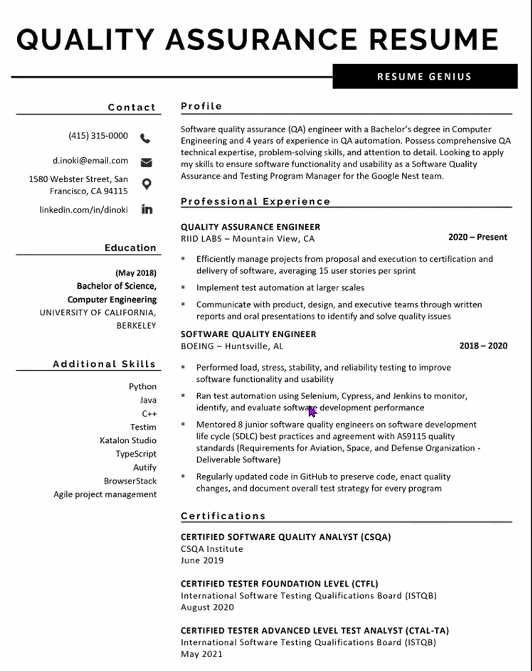 QUALITY ASSURANCE RESUME
RESUME GENIUS
Contact
(415) 315-0000
d.inoki@email.com
1580 Webster Street, San
Francisco, CA 94115
linkedin.com/in/dinoki
in
Education
(May 2018)
Bachelor of Science,
Computer Engineering
UNIVERSITY OF CALIFORNIA,
BERKELEY
Additional Skills
Python
Java
C++
Testim
Katalon Studio
TypeScript
Autify
BrowserStack
Agile project management
Profile
Software quality assurance (QA) engineer with a Bachelor's degree in Computer
Engineering and 4 years of experience in QA automation. Possess comprehensive QA
technical expertise, problem-solving skills, and attention to detail. Looking to apply
my skills to ensure software functionality and usability as a Software Quality
Assurance and Testing Program Manager for the Google Nest team.
Professional Experience
QUALITY ASSURANCE ENGINEER
RIID LABS – Mountain View, CA
2020 – Present
Efficiently manage projects from proposal and execution to certification and
delivery of software, averaging 15 user stories per sprint
Implement test automation at larger scales
Communicate with product, design, and executive teams through written
reports and oral presentations to identify and solve quality issues
SOFTWARE QUALITY ENGINEER
BOEING – Huntsville, AL
2018 – 2020
Performed load, stress, stability, and reliability testing to improve
software functionality and usability
Ran test automation using Selenium, Cypress, and Jenkins to monitor,
identify, and evaluate software development performance
Mentored 8 junior software quality engineers on software development
life cycle (SDLC) best practices and agreement with AS9115 quality
standards (Requirements for Aviation, Space, and Defense Organization -
Deliverable Software)
Regularly updated code in GitHub to preserve code, enact quality
changes, and document overall test strategy for every program
Certifications
CERTIFIED SOFTWARE QUALITY ANALYST (CSQA)
CSQA Institute
June 2019
CERTIFIED TESTER FOUNDATION LEVEL (CTFL)
International Software Testing Qualifications Board (ISTQB)
August 2020
CERTIFIED TESTER ADVANCED LEVEL TEST ANALYST (CTAL-TA)
International Software Testing Qualifications Board (ISTQB)
May 2021